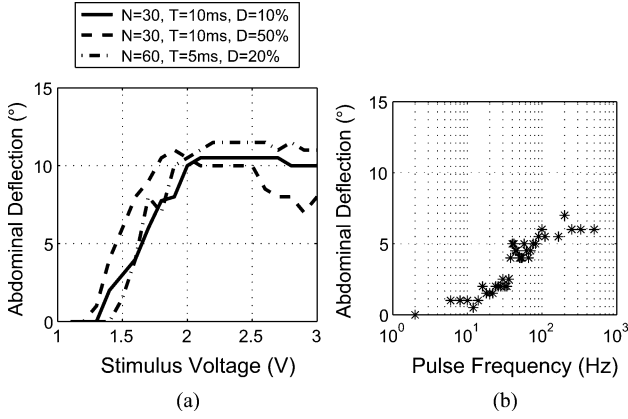 N=30, T=10ms, D=10%
N=30, T=10ms, D=50%
N=60, T=5ms, D=20%
15
10
5
0
Abdominal Deflection (°)
1
1.5
2
2.5
3
Stimulus Voltage (V)
(a)
15
10
5
0
Abdominal Deflection (°)
10^0
10^1
10^2
10^3
Pulse Frequency (Hz)
(b)